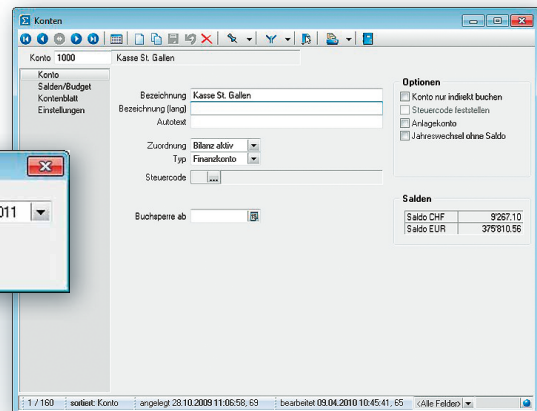 Konten
Konto 1000 Kasse St. Gallen
Konto
Salden/Budget
Kontenblatt
Einstellungen
Bezeichnung Kasse St. Gallen
Bezeichnung (lang)
Autotext
Zuordnung Bilanz aktiv
Typ Finanzkonto
Steuercode ...
Buchsperre ab
Optionen
Konto nur indirekt buchen
Steuercode feststellen
Anlagekonto
Jahreswechsel ohne Saldo
Salden
Saldo CHF 9'267.10
Saldo EUR 375'810.56
011
1 / 160 sortiert: Konto angelegt 28.10.2009 11:06:58, 69 bearbeitet 09.04.2010 10:45:41, 65 <Alle Felder>